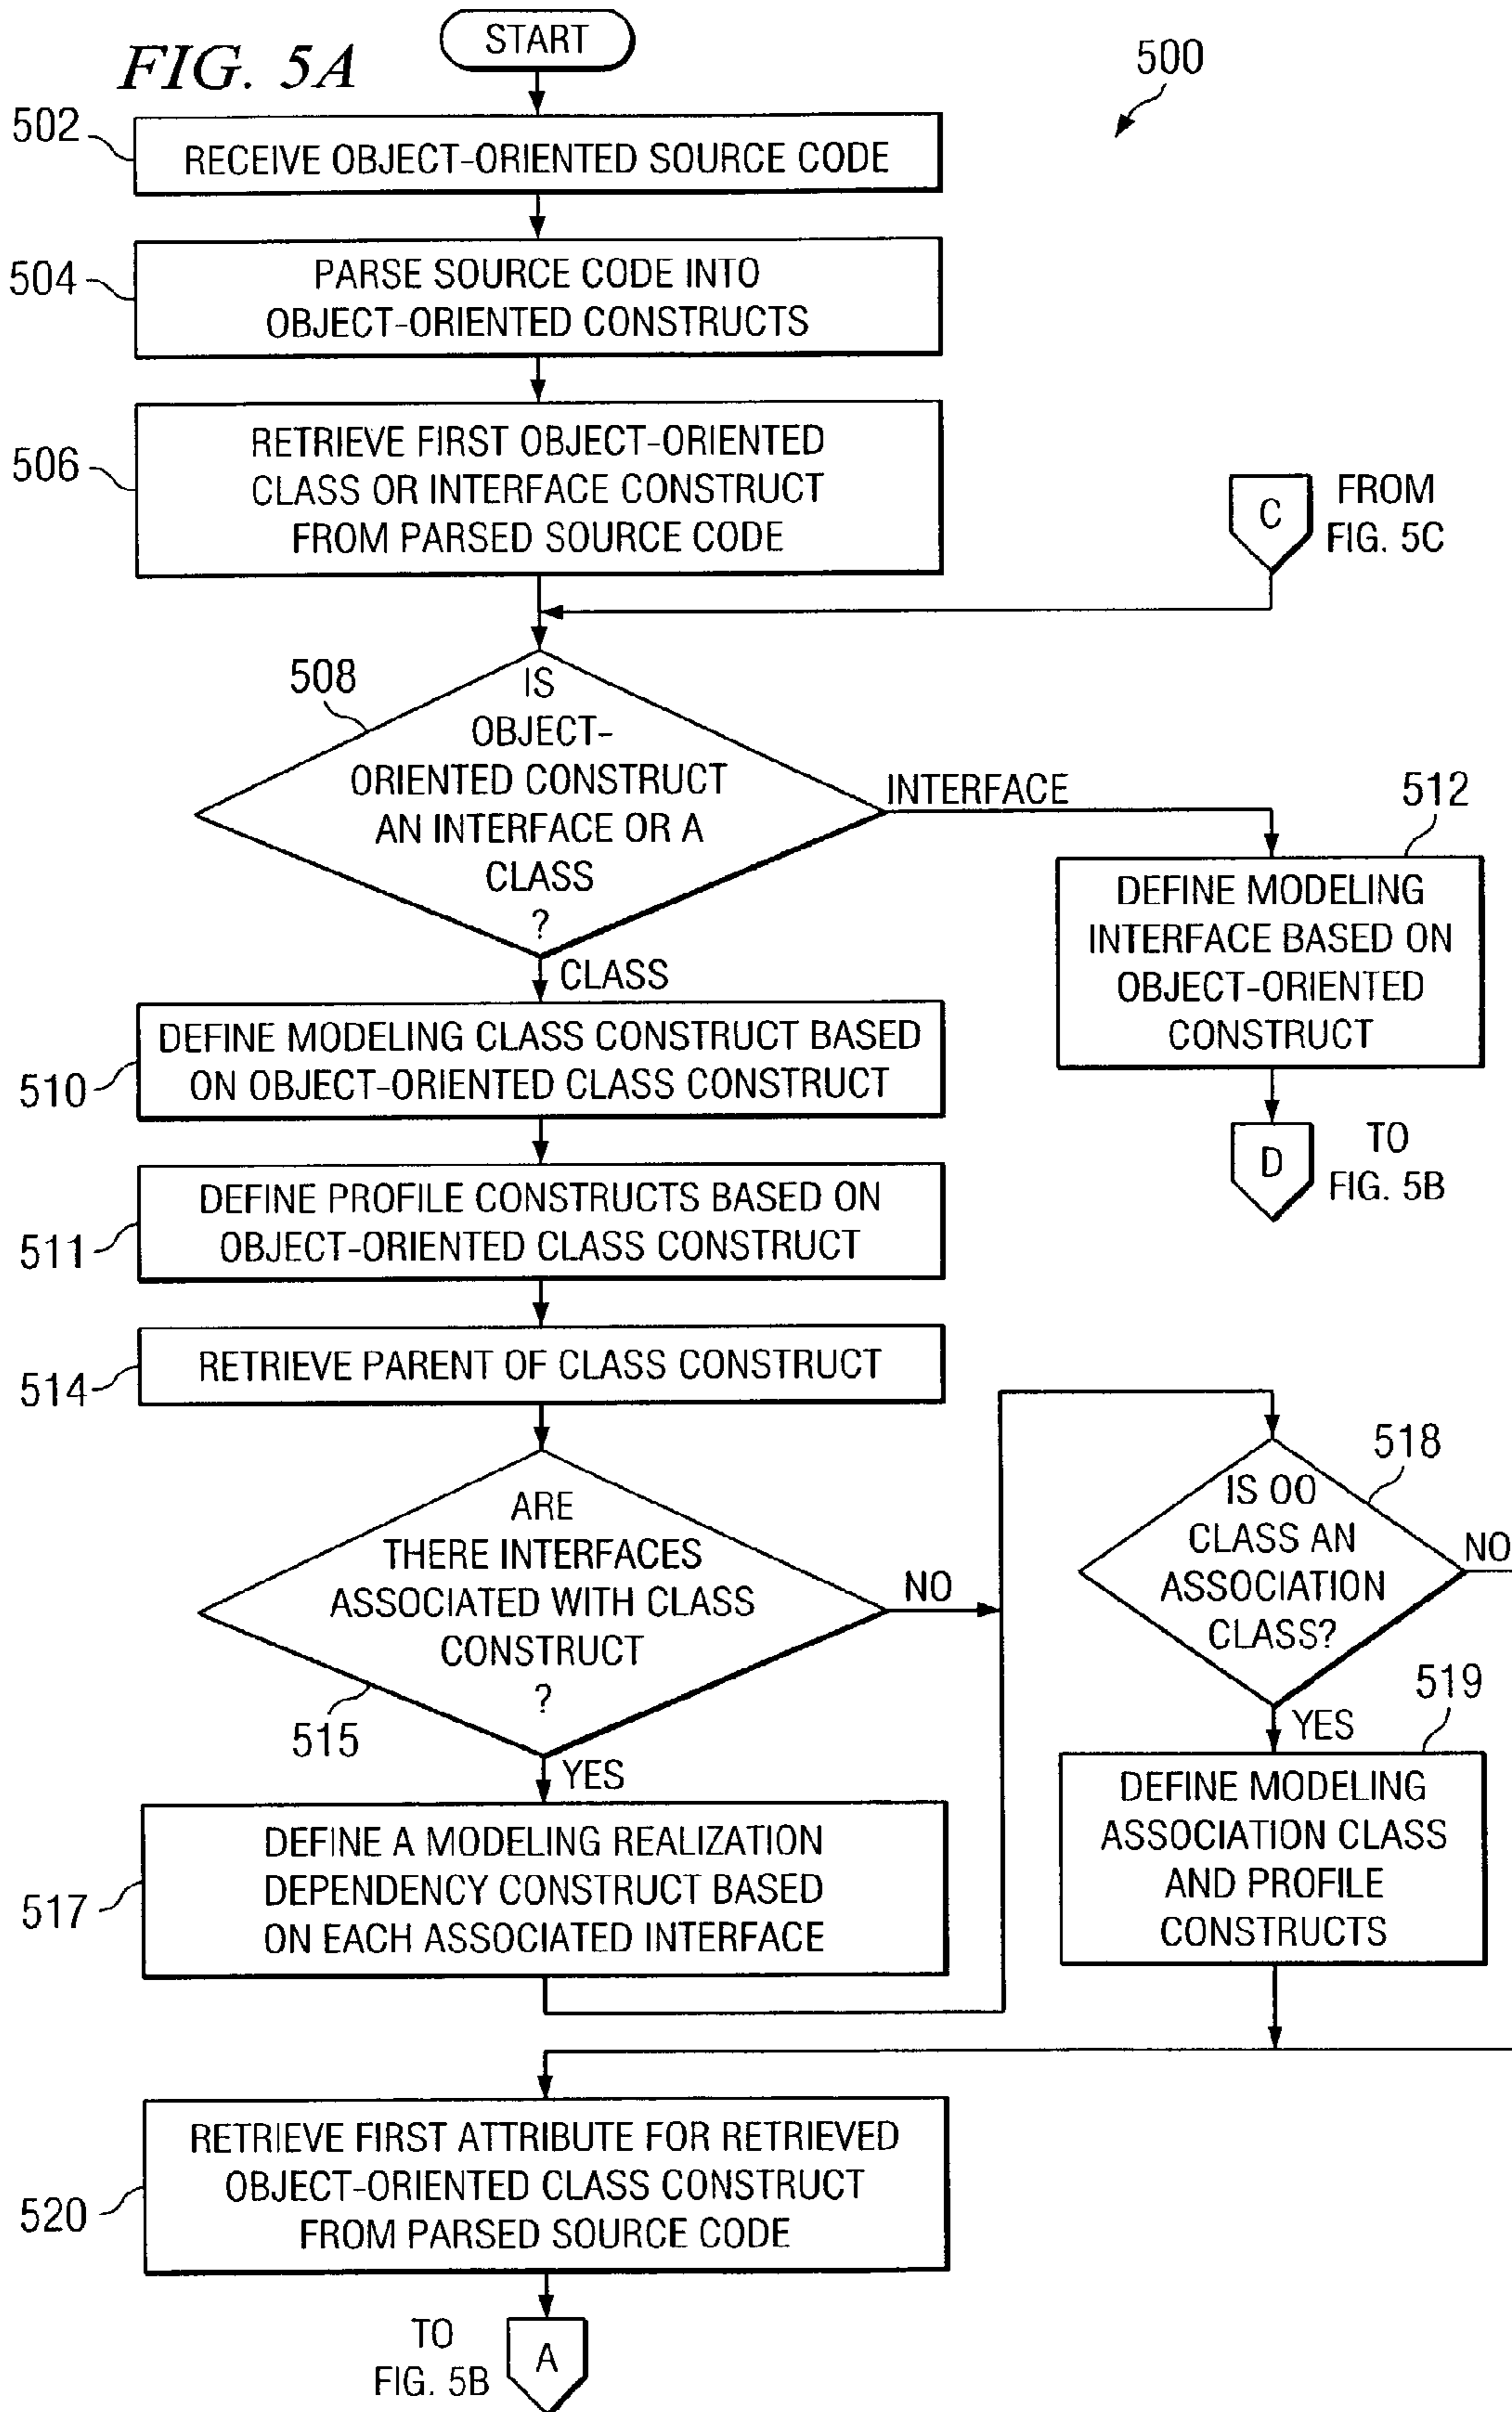 FIG. 5A
START
500
502
RECEIVE OBJECT-ORIENTED SOURCE CODE
504
PARSE SOURCE CODE INTO
OBJECT-ORIENTED CONSTRUCTS
506
RETRIEVE FIRST OBJECT-ORIENTED
CLASS OR INTERFACE CONSTRUCT
FROM PARSED SOURCE CODE
C
FROM
FIG. 5C
508
IS
OBJECT-
ORIENTED CONSTRUCT
AN INTERFACE OR A
CLASS
?
INTERFACE
512
DEFINE MODELING
INTERFACE BASED ON
OBJECT-ORIENTED
CONSTRUCT
D
TO
FIG. 5B
CLASS
510
DEFINE MODELING CLASS CONSTRUCT BASED
ON OBJECT-ORIENTED CLASS CONSTRUCT
511
DEFINE PROFILE CONSTRUCTS BASED ON
OBJECT-ORIENTED CLASS CONSTRUCT
514
RETRIEVE PARENT OF CLASS CONSTRUCT
ARE
THERE INTERFACES
ASSOCIATED WITH CLASS
CONSTRUCT
?
515
NO
YES
517
DEFINE A MODELING REALIZATION
DEPENDENCY CONSTRUCT BASED
ON EACH ASSOCIATED INTERFACE
518
IS OO
CLASS AN
ASSOCIATION
CLASS?
NO
YES
519
DEFINE MODELING
ASSOCIATION CLASS
AND PROFILE
CONSTRUCTS
520
RETRIEVE FIRST ATTRIBUTE FOR RETRIEVED
OBJECT-ORIENTED CLASS CONSTRUCT
FROM PARSED SOURCE CODE
TO
FIG. 5B
A